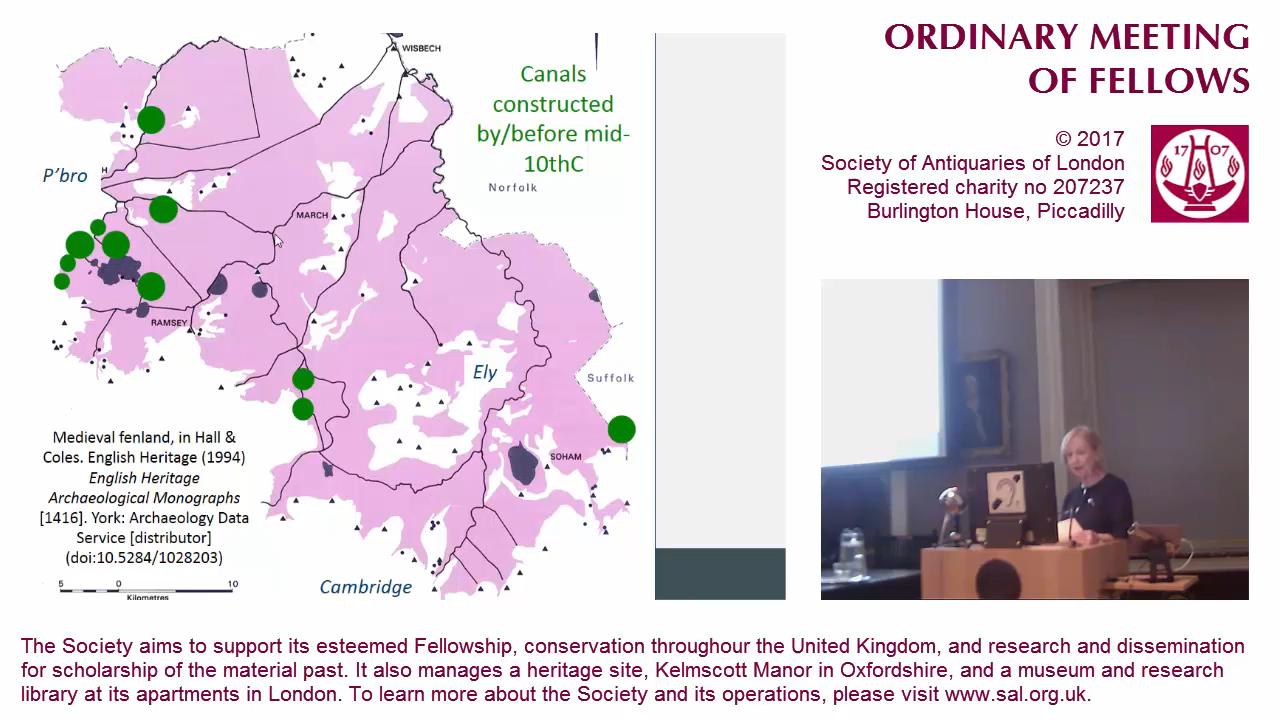 WISBECH
Canals
constructed
by/before mid-
10thC
P'bro
H
Norfolk
MARCH
RAMSEY
Ely
Suffolk
SOHAM
Medieval fenland, in Hall &
Coles. English Heritage (1994)
English Heritage
Archaeological Monographs
[1416]. York: Archaeology Data
Service [distributor]
(doi:10.5284/1028203)
5 0 10
Kilometres
Cambridge
ORDINARY MEETING
OF FELLOWS
© 2017
Society of Antiquaries of London
Registered charity no 207237
Burlington House, Piccadilly
17 07
The Society aims to support its esteemed Fellowship, conservation throughour the United Kingdom, and research and dissemination
for scholarship of the material past. It also manages a heritage site, Kelmscott Manor in Oxfordshire, and a museum and research
library at its apartments in London. To learn more about the Society and its operations, please visit www.sal.org.uk.